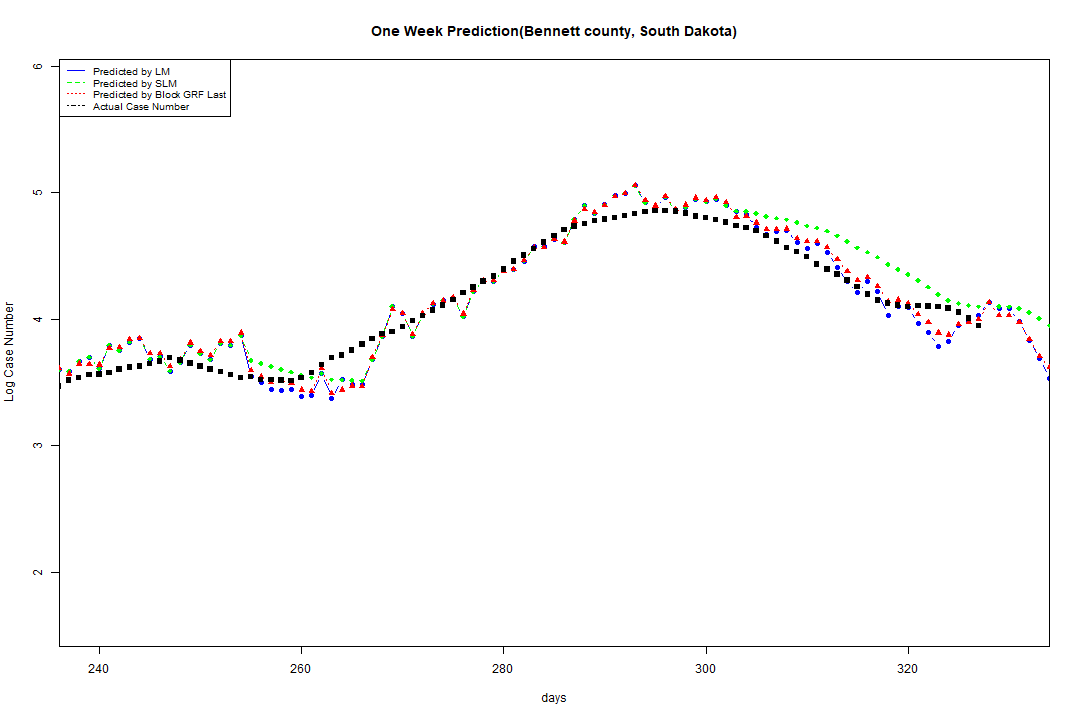 One Week Prediction(Bennett county, South Dakota)
Predicted by LM
Predicted by SLM
Predicted by Block GRF Last
Actual Case Number
6
5
4
3
2
Log Case Number
240 260 280 300 320
days